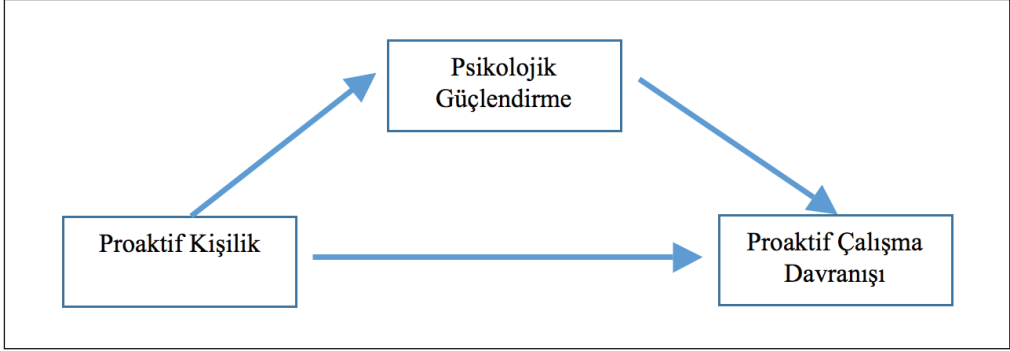 Psikolojik
Güçlendirme
Proaktif Kişilik
Proaktif Çalışma
Davranışı